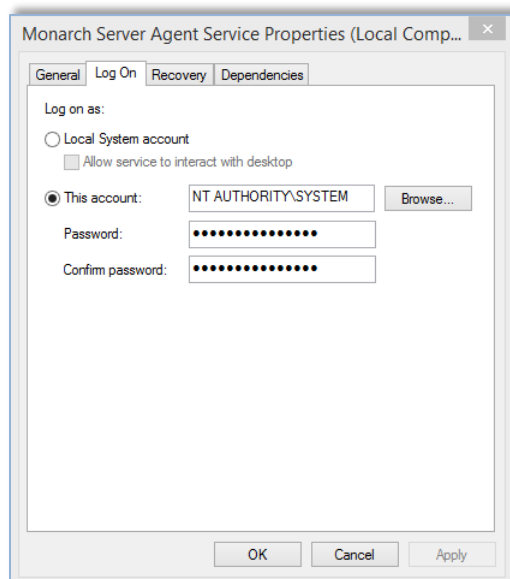 Monarch Server Agent Service Properties (Local Comp...
General Log On Recovery Dependencies
Log on as:
Local System account
Allow service to interact with desktop
This account: NT AUTHORITY\SYSTEM Browse...
Password: •••••••••••••••
Confirm password: •••••••••••••••
OK Cancel Apply